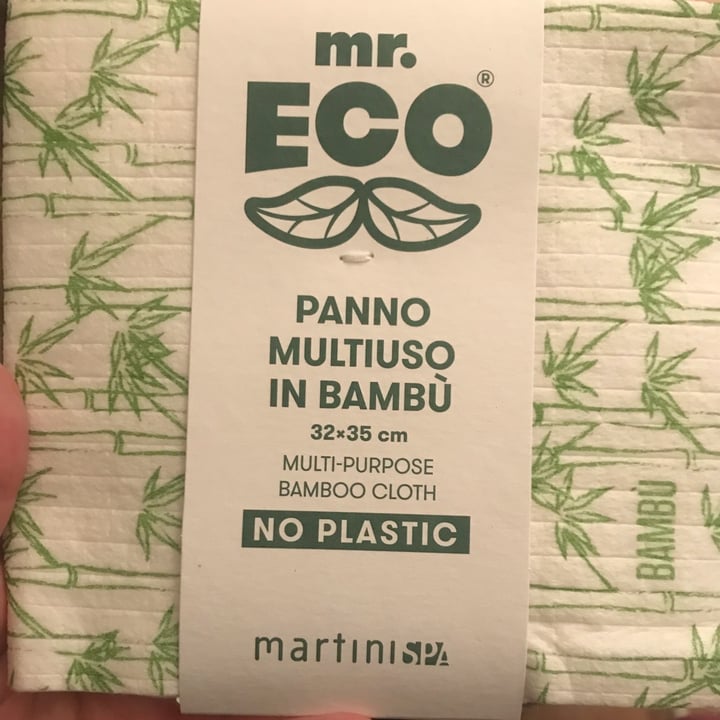 mr.
ECO®
PANNO
MULTIUSO
IN BAMBÙ
32×35 cm
MULTI-PURPOSE
BAMBOO CLOTH
NO PLASTIC
martiniSPA
BAMBÙ